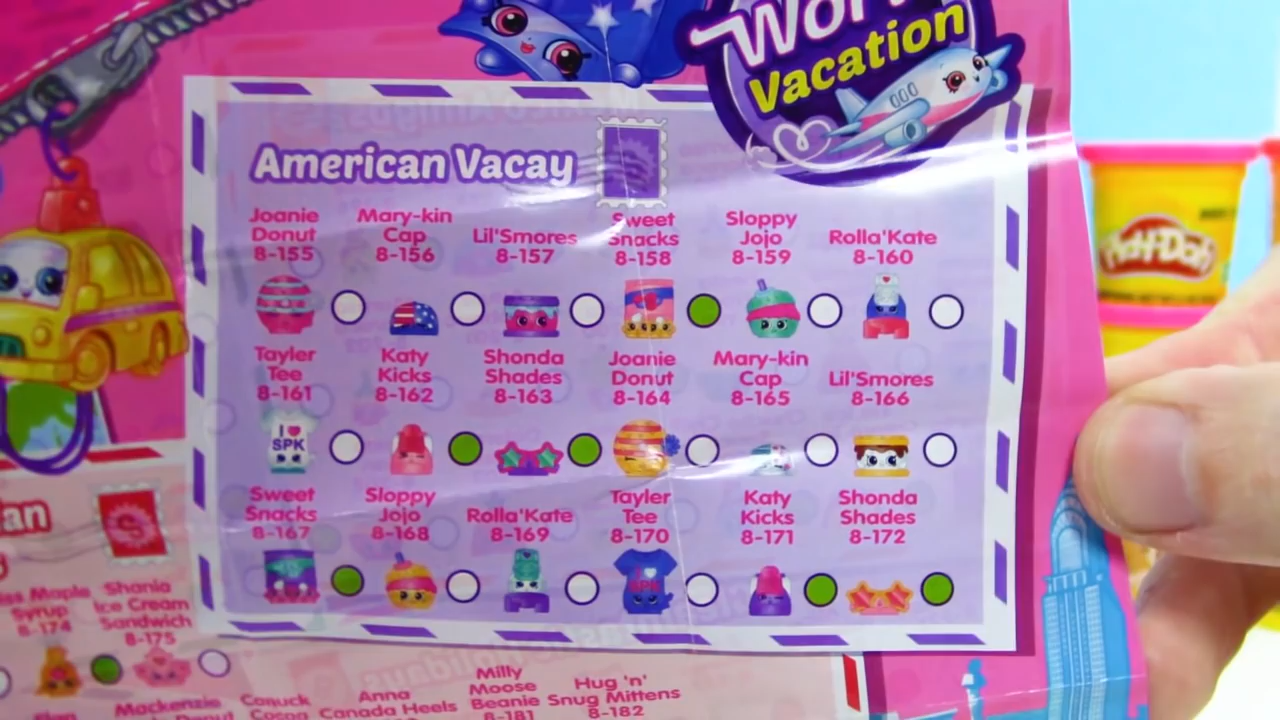 World
Vacation
American Vacay
Joanie Donut 8-155
Mary-kin Cap 8-156
Lil'Smores 8-157
Sweet Snacks 8-158
Sloppy Jojo 8-159
Rolla'Kate 8-160
Tayler Tee 8-161
Katy Kicks 8-162
Shonda Shades 8-163
Joanie Donut 8-164
Mary-kin Cap 8-165
Lil'Smores 8-166
I SPK
Sweet Snacks 8-167
Sloppy Jojo 8-168
Rolla'Kate 8-169
Tayler Tee 8-170
Katy Kicks 8-171
Shonda Shades 8-172
I SPK
Maple Syrup 8-174
Shania Ice Cream Sandwich 8-175
Mackenzie
Canuck
Anna Canada Heels
Milly Moose Beanie 8-181
Hug 'n' Snug Mittens 8-182
Play-Doh